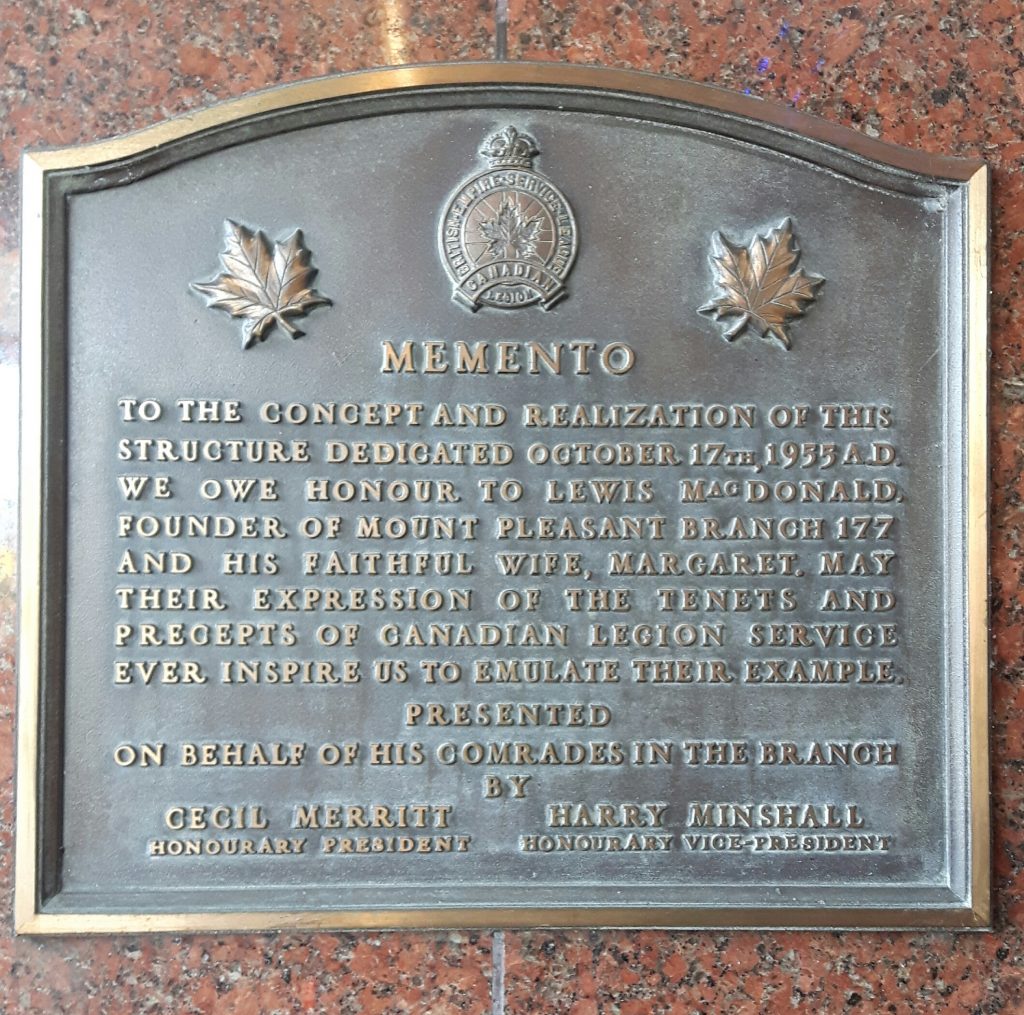 BRITISH·EMPIRE·SERVICE·LEAGUE
CANADIAN
LEGION
MEMENTO
TO THE CONCEPT AND REALIZATION OF THIS
STRUCTURE DEDICATED OCTOBER 17TH, 1955 A.D.
WE OWE HONOUR TO LEWIS MACDONALD,
FOUNDER OF MOUNT PLEASANT BRANCH 177
AND HIS FAITHFUL WIFE, MARGARET. MAY
THEIR EXPRESSION OF THE TENETS AND
PRECEPTS OF CANADIAN LEGION SERVICE
EVER INSPIRE US TO EMULATE THEIR EXAMPLE.
PRESENTED
ON BEHALF OF HIS COMRADES IN THE BRANCH
BY
CECIL MERRITT HARRY MINSHALL
HONOURARY PRESIDENT HONOURARY VICE-PRESIDENT